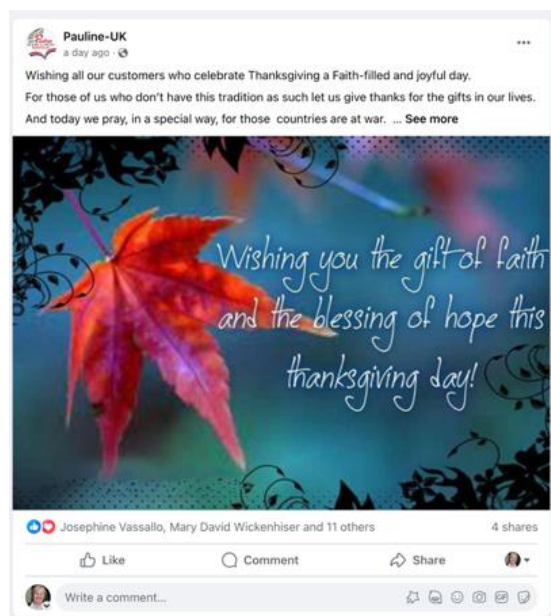 Pauline-UK
a day ago
Wishing all our customers who celebrate Thanksgiving a Faith-filled and joyful day.
For those of us who don't have this tradition as such let us give thanks for the gifts in our lives.
And today we pray, in a special way, for those countries are at war. ... See more
Wishing you the gift of faith
and the blessing of hope this
thanksgiving day!
Josephine Vassallo, Mary David Wickenhiser and 11 others
4 shares
Like
Comment
Share
Write a comment...
GIF